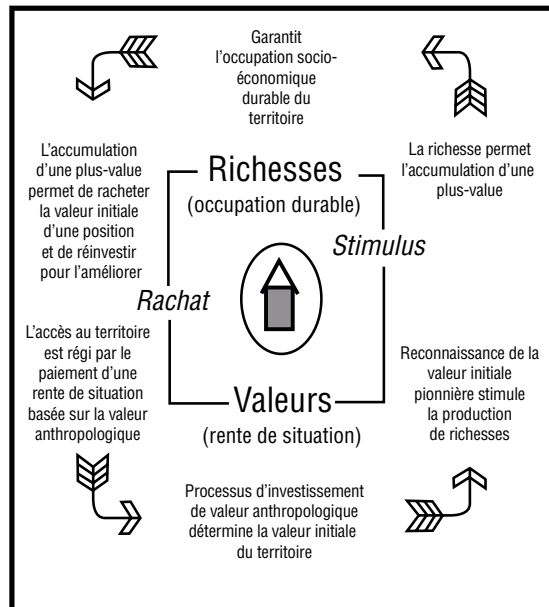 Garantit
l’occupation socio-
économique
durable du
territoire
L’accumulation
d’une plus-value
permet de racheter
la valeur initiale
d’une position
et de réinvestir
pour l’améliorer
La richesse permet
l’accumulation d’une
plus-value
Richesses
(occupation durable)
Stimulus
Rachat
L’accès au territoire
est régi par le
paiement d’une
rente de situation
basée sur la valeur
anthropologique
Reconnaissance de la
valeur initiale
pionnière stimule
la production
de richesses
Valeurs
(rente de situation)
Processus d’investissement
de valeur anthropologique
détermine la valeur initiale
du territoire